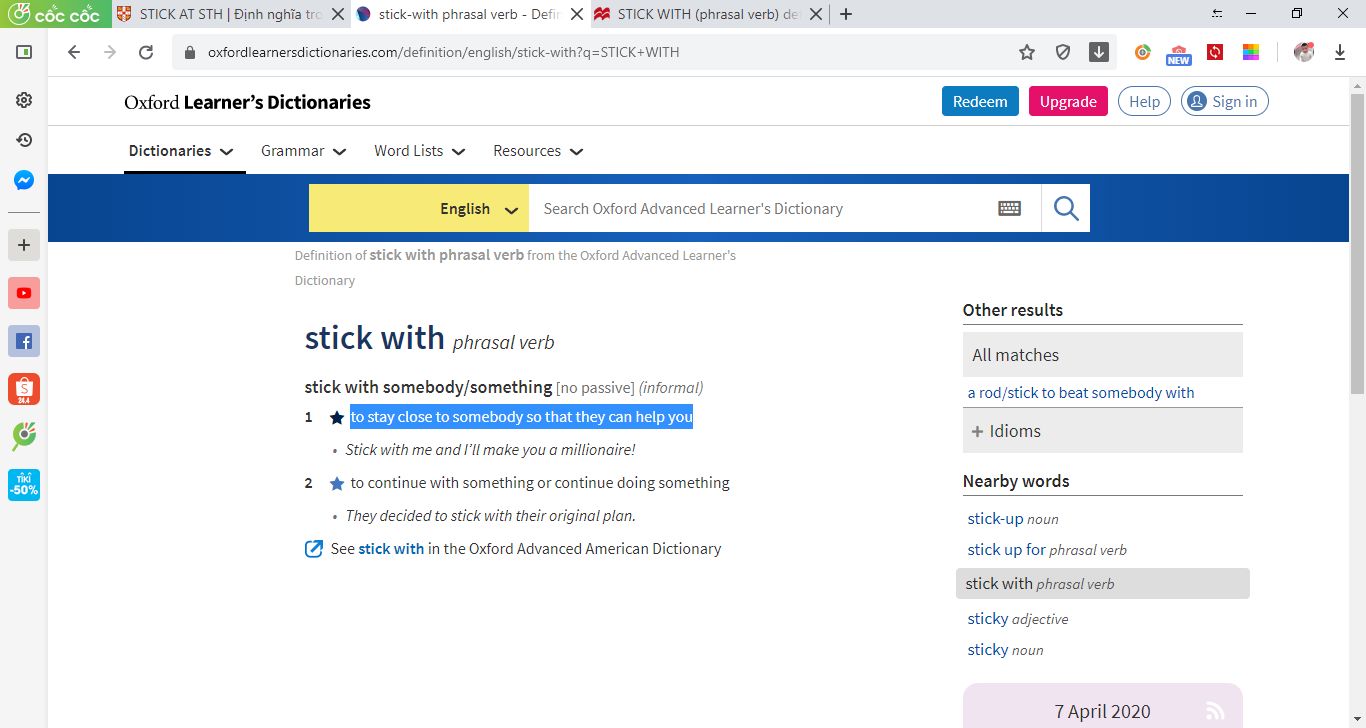 cốc cốc
STICK AT STH | Định nghĩa tro
stick-with phrasal verb - Defin
STICK WITH (phrasal verb) de
oxfordlearnersdictionaries.com/definition/english/stick-with?q=STICK+WITH
NEW
Oxford Learner's Dictionaries
Redeem
Upgrade
Help
Sign in
Dictionaries
Grammar
Word Lists
Resources
English
Search Oxford Advanced Learner's Dictionary
Definition of stick with phrasal verb from the Oxford Advanced Learner's
Dictionary
stick with phrasal verb
stick with somebody/something [no passive] (informal)
1 to stay close to somebody so that they can help you
• Stick with me and I'll make you a millionaire!
2 to continue with something or continue doing something
• They decided to stick with their original plan.
See stick with in the Oxford Advanced American Dictionary
Other results
All matches
a rod/stick to beat somebody with
+ Idioms
Nearby words
stick-up noun
stick up for phrasal verb
stick with phrasal verb
sticky adjective
sticky noun
7 April 2020
24.4
TIKI
-50%